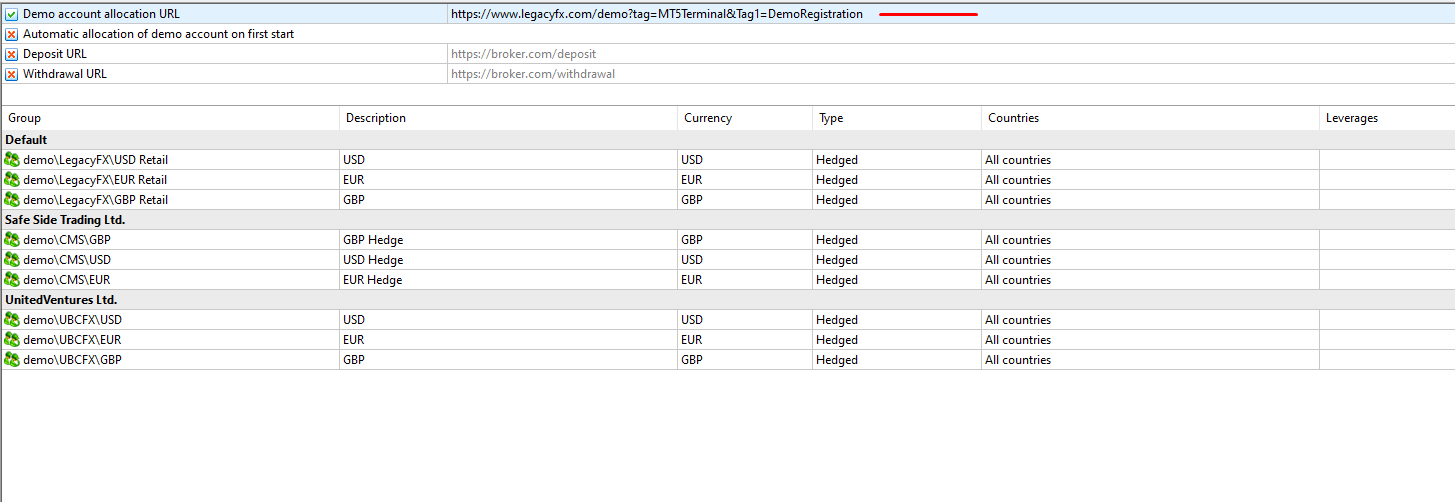 Demo account allocation URL https://www.legacyfx.com/demo?tag=MT5Terminal&Tag1=DemoRegistration
Automatic allocation of demo account on first start
Deposit URL https://broker.com/deposit
Withdrawal URL https://broker.com/withdrawal
Group Description Currency Type Countries Leverages
Default
demo\LegacyFX\USD Retail USD USD Hedged All countries
demo\LegacyFX\EUR Retail EUR EUR Hedged All countries
demo\LegacyFX\GBP Retail GBP GBP Hedged All countries
Safe Side Trading Ltd.
demo\CMS\GBP GBP Hedge GBP Hedged All countries
demo\CMS\USD USD Hedge USD Hedged All countries
demo\CMS\EUR EUR Hedge EUR Hedged All countries
UnitedVentures Ltd.
demo\UBCFX\USD USD USD Hedged All countries
demo\UBCFX\EUR EUR EUR Hedged All countries
demo\UBCFX\GBP GBP GBP Hedged All countries